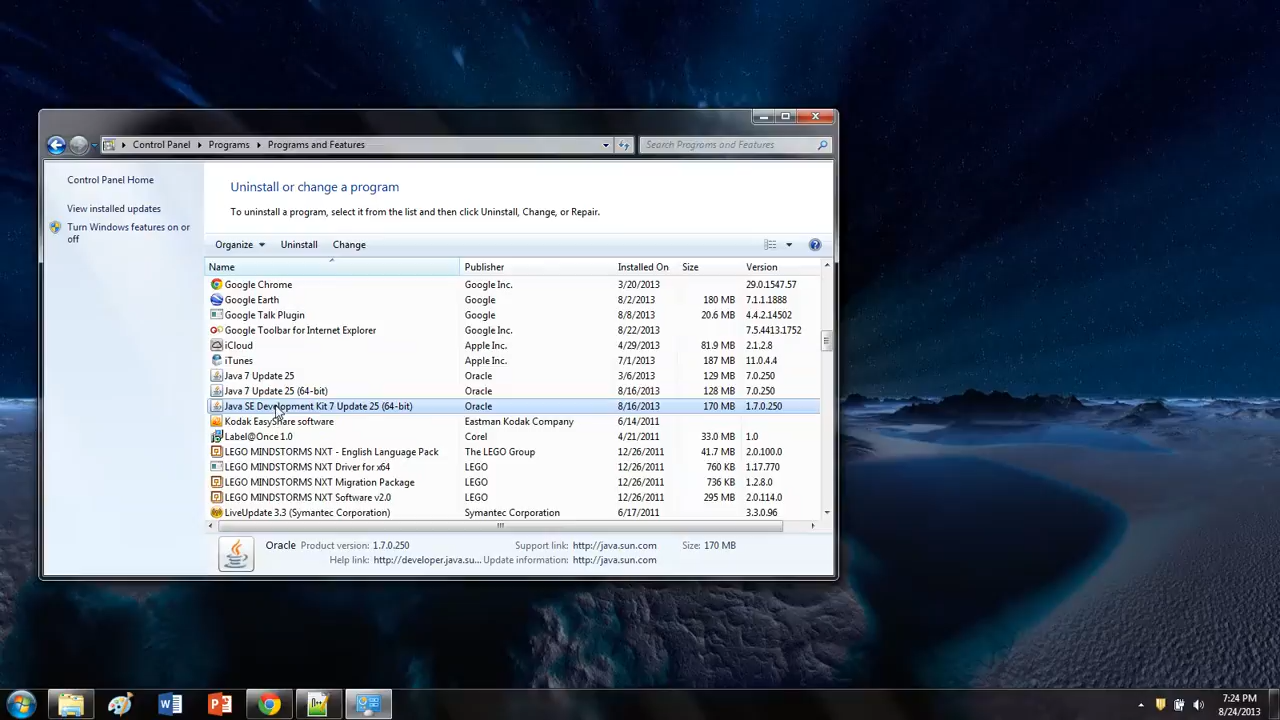 Control Panel Programs Programs and Features
Search Programs and Features
Control Panel Home
View installed updates
Turn Windows features on or
off
Uninstall or change a program
To uninstall a program, select it from the list and then click Uninstall, Change, or Repair.
Organize Uninstall Change
Name Publisher Installed On Size Version
Google Chrome Google Inc. 3/20/2013 29.0.1547.57
Google Earth Google 8/2/2013 180 MB 7.1.1.1888
Google Talk Plugin Google 8/8/2013 20.6 MB 4.4.2.14502
Google Toolbar for Internet Explorer Google Inc. 8/22/2013 7.5.4413.1752
iCloud Apple Inc. 4/29/2013 81.9 MB 2.1.2.8
iTunes Apple Inc. 7/1/2013 187 MB 11.0.4.4
Java 7 Update 25 Oracle 3/6/2013 129 MB 7.0.250
Java 7 Update 25 (64-bit) Oracle 8/16/2013 128 MB 7.0.250
Java SE Development Kit 7 Update 25 (64-bit) Oracle 8/16/2013 170 MB 1.7.0.250
Kodak EasyShare software Eastman Kodak Company 6/14/2011
Label@Once 1.0 Corel 4/21/2011 33.0 MB 1.0
LEGO MINDSTORMS NXT - English Language Pack The LEGO Group 12/26/2011 41.7 MB 2.0.100.0
LEGO MINDSTORMS NXT Driver for x64 LEGO 12/26/2011 760 KB 1.17.770
LEGO MINDSTORMS NXT Migration Package LEGO 12/26/2011 736 KB 1.2.8.0
LEGO MINDSTORMS NXT Software v2.0 LEGO 12/26/2011 295 MB 2.0.114.0
LiveUpdate 3.3 (Symantec Corporation) Symantec Corporation 6/17/2011 3.3.0.96
Oracle Product version: 1.7.0.250 Support link: http://java.sun.com Size: 170 MB
Help link: http://developer.java.su... Update information: http://java.sun.com
7:24 PM
8/24/2013